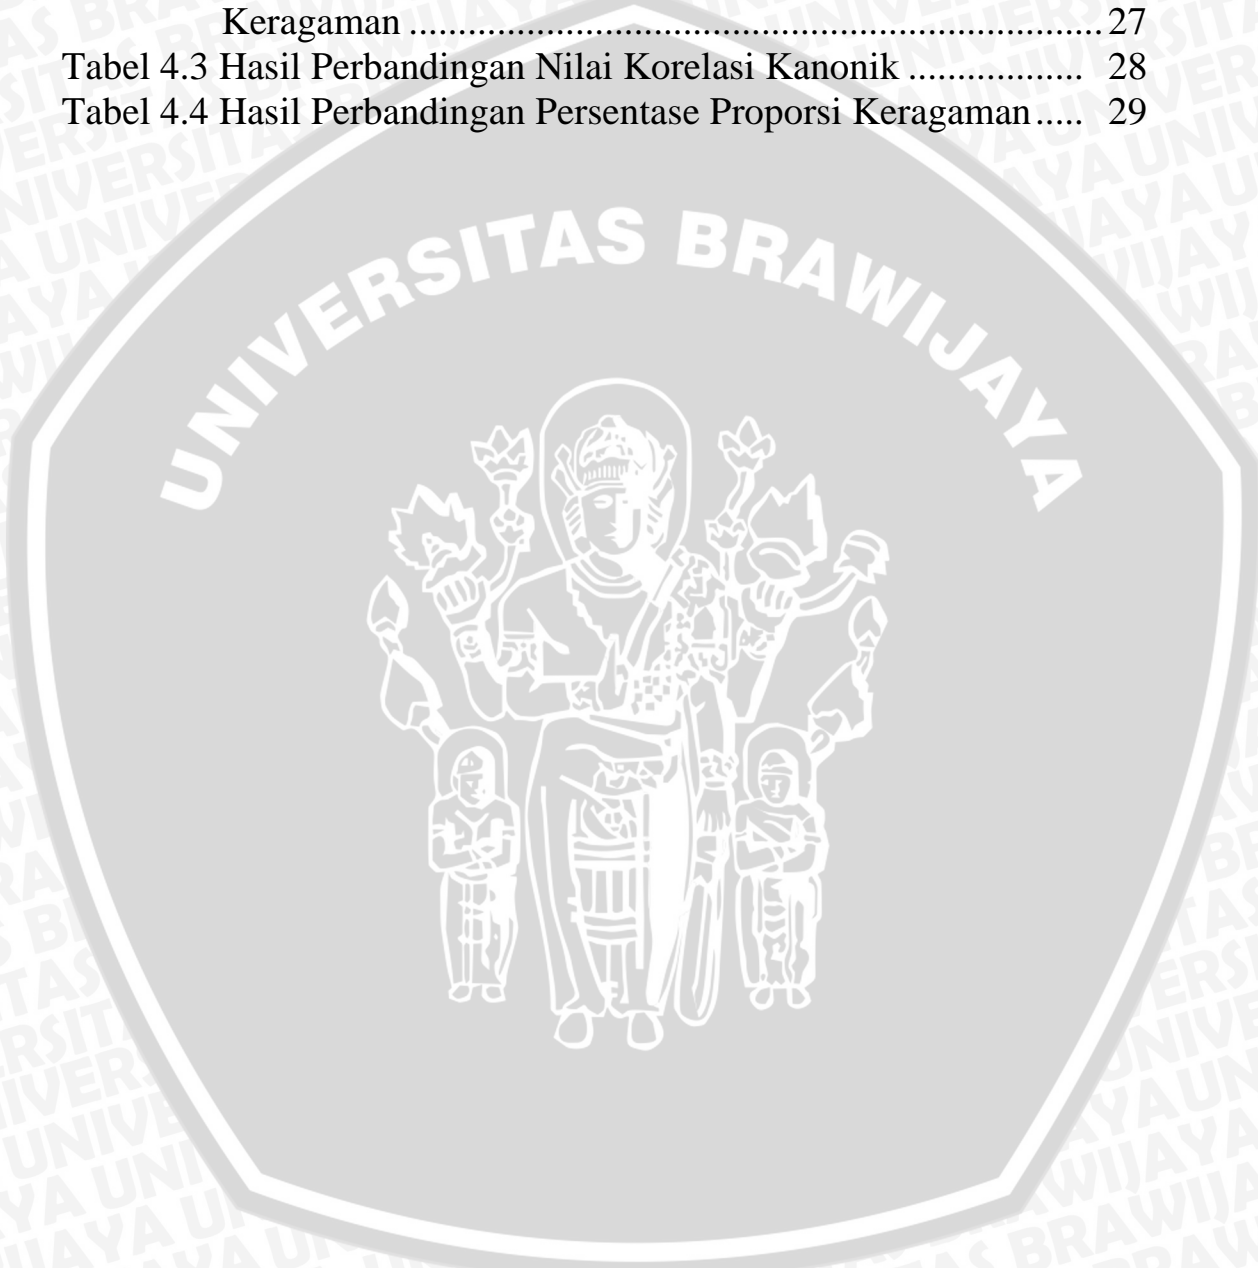 Keragaman ........................................................................ 27
Tabel 4.3 Hasil Perbandingan Nilai Korelasi Kanonik .................. 28
Tabel 4.4 Hasil Perbandingan Persentase Proporsi Keragaman ..... 29
UNIVERSITAS BRAWIJAYA